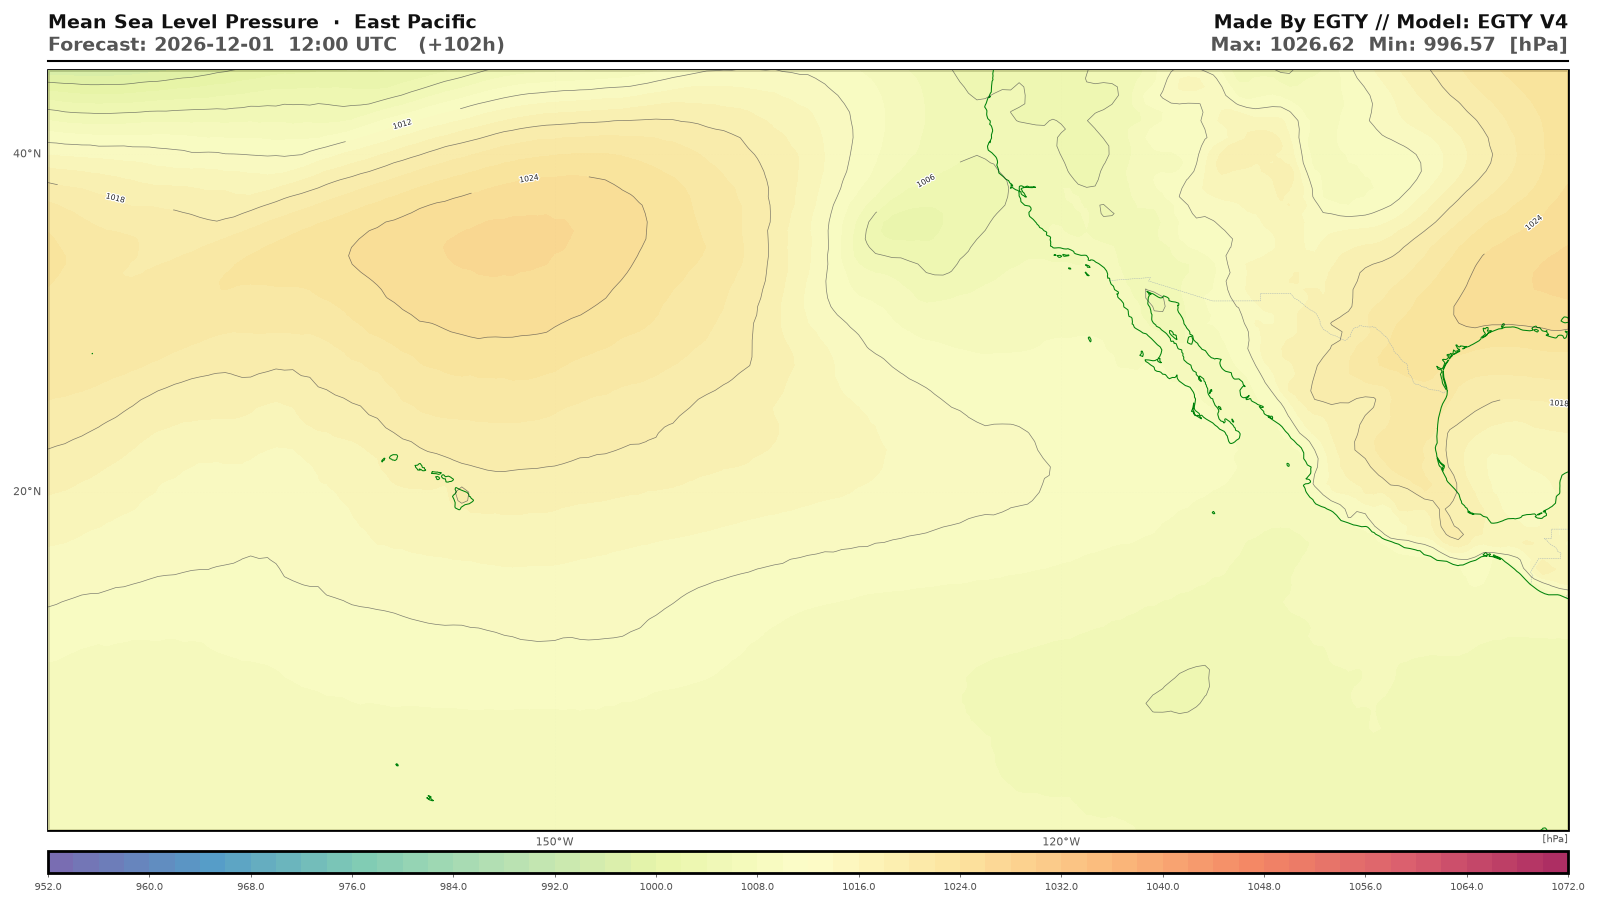 Mean Sea Level Pressure · East Pacific
Made By EGTY // Model: EGTY V4
Forecast: 2026-12-01 12:00 UTC (+102h)
Max: 1026.62 Min: 996.57 [hPa]
1012
40°N
1024
1006
1018
1024
1018
20°N
150°W
120°W
[hPa]
952.0 960.0 968.0 976.0 984.0 992.0 1000.0 1008.0 1016.0 1024.0 1032.0 1040.0 1048.0 1056.0 1064.0 1072.0